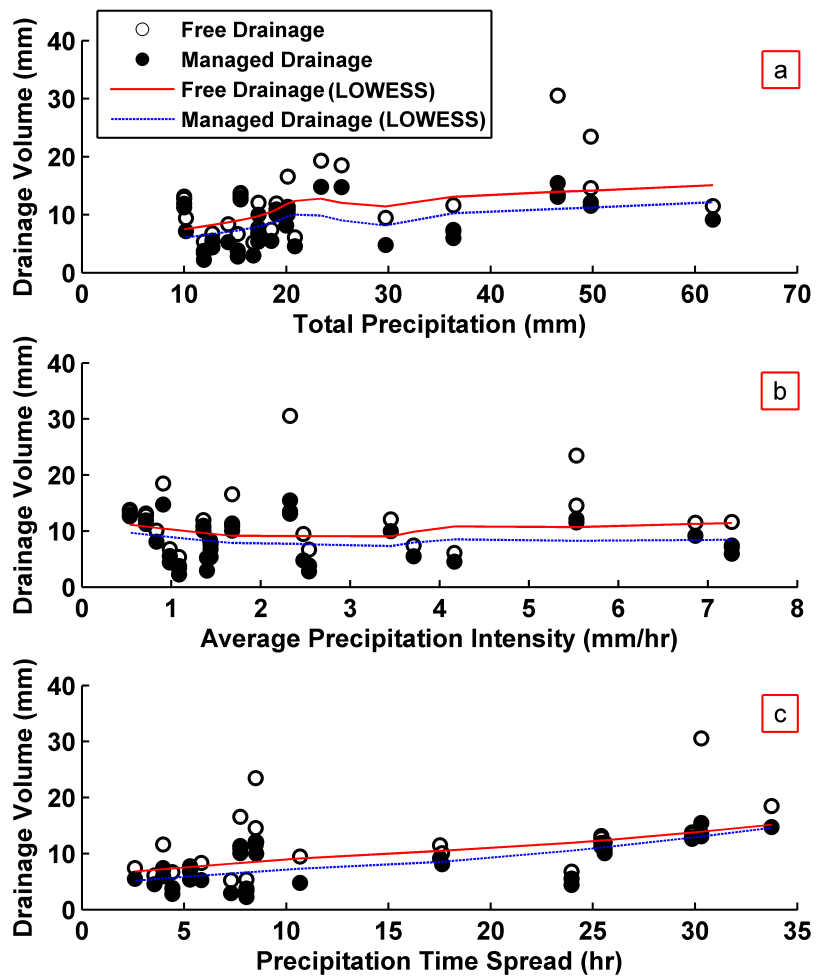 Free Drainage
Managed Drainage
Free Drainage (LOWESS)
Managed Drainage (LOWESS)
a
Drainage Volume (mm)
40
30
20
10
0
0 10 20 30 40 50 60 70
Total Precipitation (mm)
b
Drainage Volume (mm)
40
30
20
10
0
0 1 2 3 4 5 6 7 8
Average Precipitation Intensity (mm/hr)
c
Drainage Volume (mm)
40
30
20
10
0
0 5 10 15 20 25 30 35
Precipitation Time Spread (hr)